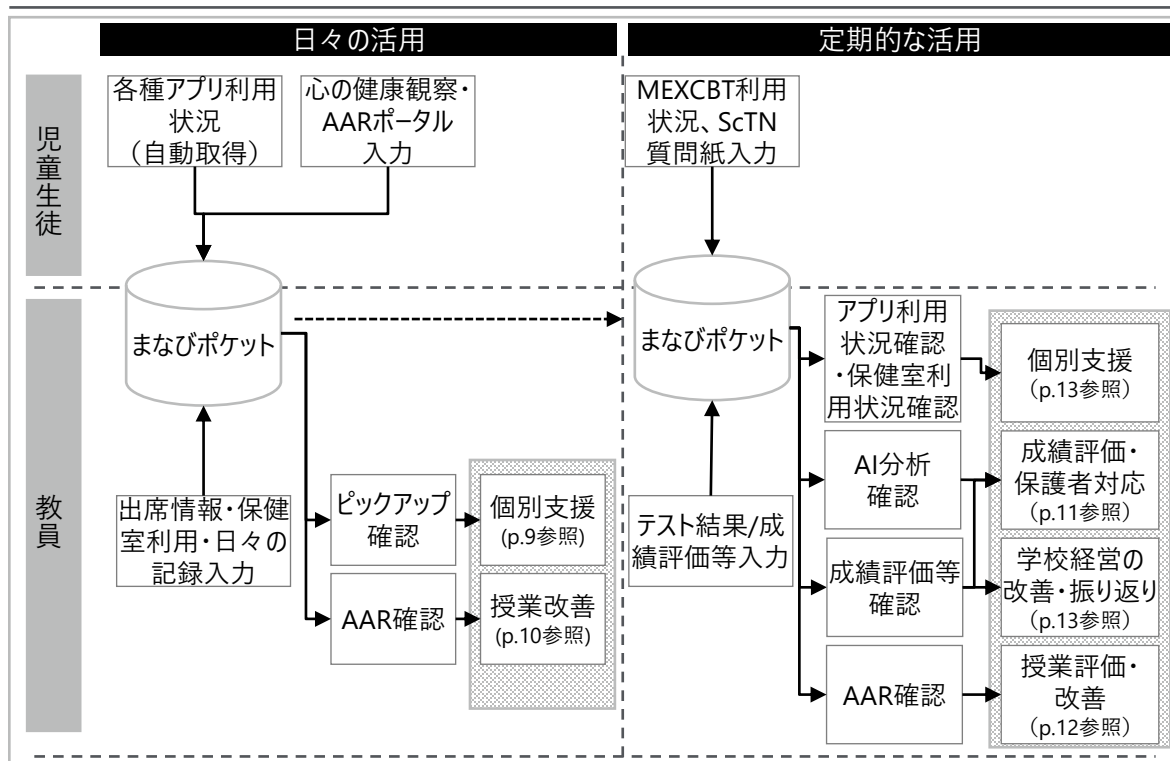 日々の活用
定期的な活用
児童生徒
各種アプリ利用
状況
（自動取得）
心の健康観察・
AARポータル
入力
MEXCBT利用
状況、ScTN
質問紙入力
教員
まなびポケット
出席情報・保健
室利用・日々の
記録入力
ピックアップ
確認
AAR確認
個別支援
(p.9参照)
授業改善
(p.10参照)
まなびポケット
テスト結果/成
績評価等入力
アプリ利用
状況確認
・保健室利
用状況確認
AI分析
確認
成績評価等
確認
AAR確認
個別支援
（p.13参照）
成績評価・
保護者対応
（p.11参照）
学校経営の
改善・振り返り
（p.13参照）
授業評価・
改善
（p.12参照）